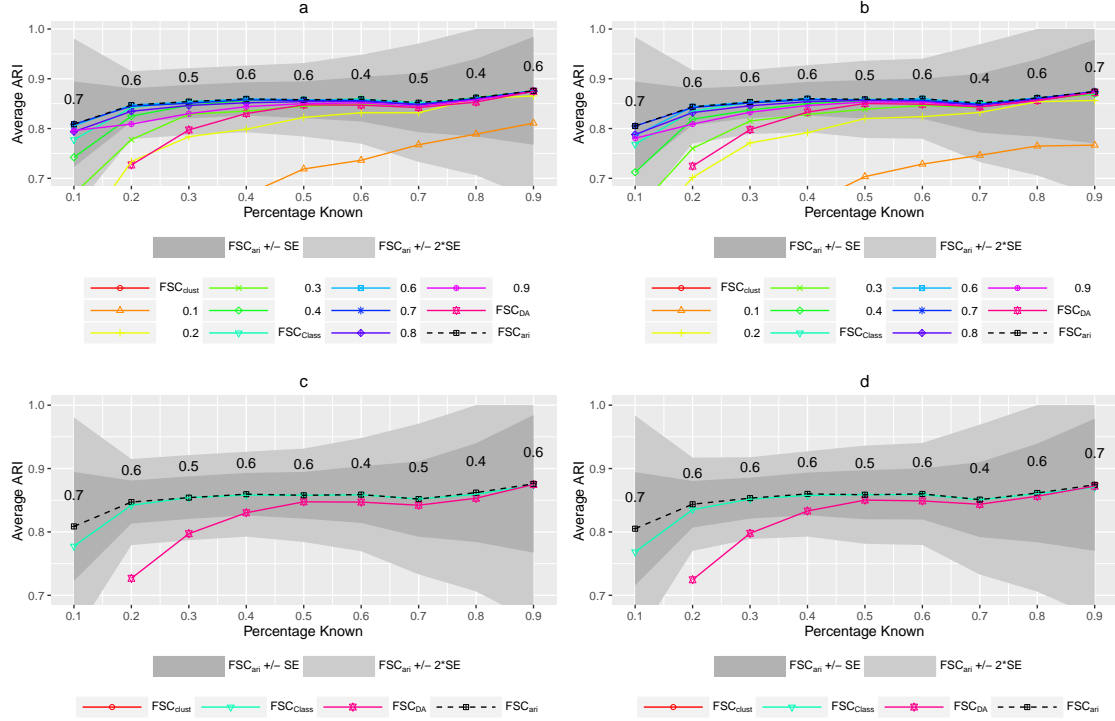 a
Average ARI
1.0
0.9
0.8
0.7
0.7 0.6 0.5 0.6 0.6 0.4 0.5 0.4 0.6
0.1 0.2 0.3 0.4 0.5 0.6 0.7 0.8 0.9
Percentage Known
FSCari +/− SE FSCari +/− 2*SE
FSCclust 0.3 0.6 0.9
0.1 0.4 0.7 FSCDA
0.2 FSCClass 0.8 FSCari
b
Average ARI
1.0
0.9
0.8
0.7
0.7 0.6 0.5 0.6 0.6 0.4 0.5 0.6 0.7
0.1 0.2 0.3 0.4 0.5 0.6 0.7 0.8 0.9
Percentage Known
FSCari +/− SE FSCari +/− 2*SE
FSCclust 0.3 0.6 0.9
0.1 0.4 0.7 FSCDA
0.2 FSCClass 0.8 FSCari
c
Average ARI
1.0
0.9
0.8
0.7
0.7 0.6 0.5 0.6 0.6 0.4 0.5 0.4 0.6
0.1 0.2 0.3 0.4 0.5 0.6 0.7 0.8 0.9
Percentage Known
FSCari +/− SE FSCari +/− 2*SE
FSCclust FSCClass FSCDA FSCari
d
Average ARI
1.0
0.9
0.8
0.7
0.7 0.6 0.6 0.6 0.6 0.6 0.4 0.6 0.7
0.1 0.2 0.3 0.4 0.5 0.6 0.7 0.8 0.9
Percentage Known
FSCari +/− SE FSCari +/− 2*SE
FSCclust FSCClass FSCDA FSCari